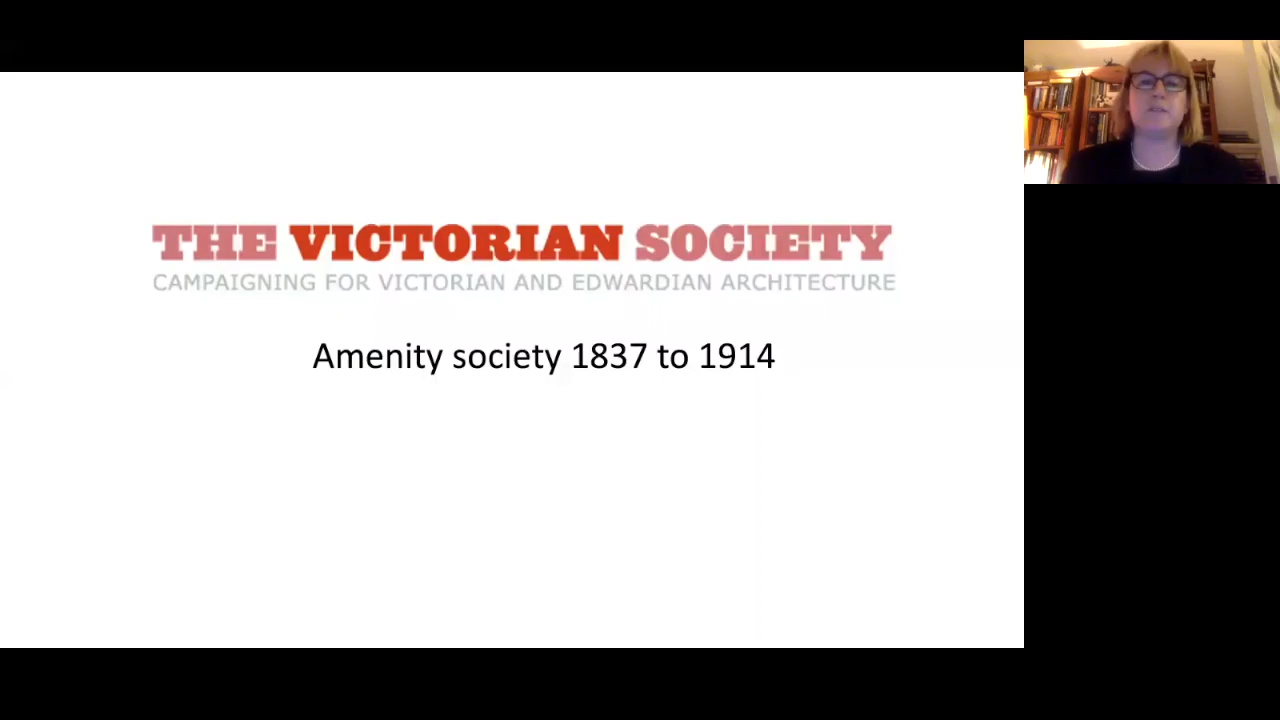 THE VICTORIAN SOCIETY
CAMPAIGNING FOR VICTORIAN AND EDWARDIAN ARCHITECTURE
Amenity society 1837 to 1914